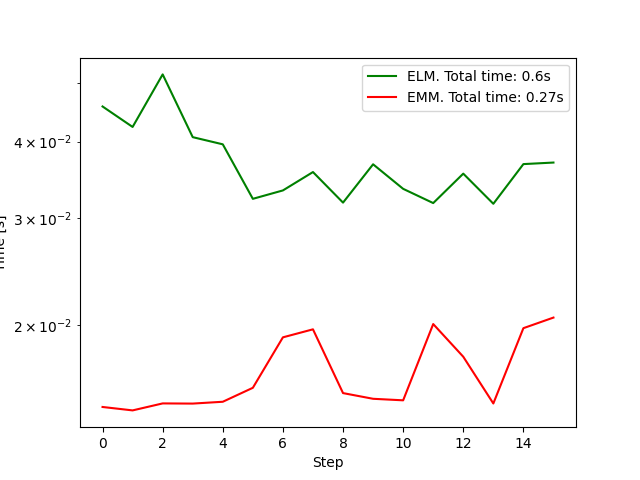 ELM. Total time: 0.6s
EMM. Total time: 0.27s
4 × 10⁻²
3 × 10⁻²
2 × 10⁻²
Time [s]
0 2 4 6 8 10 12 14
Step